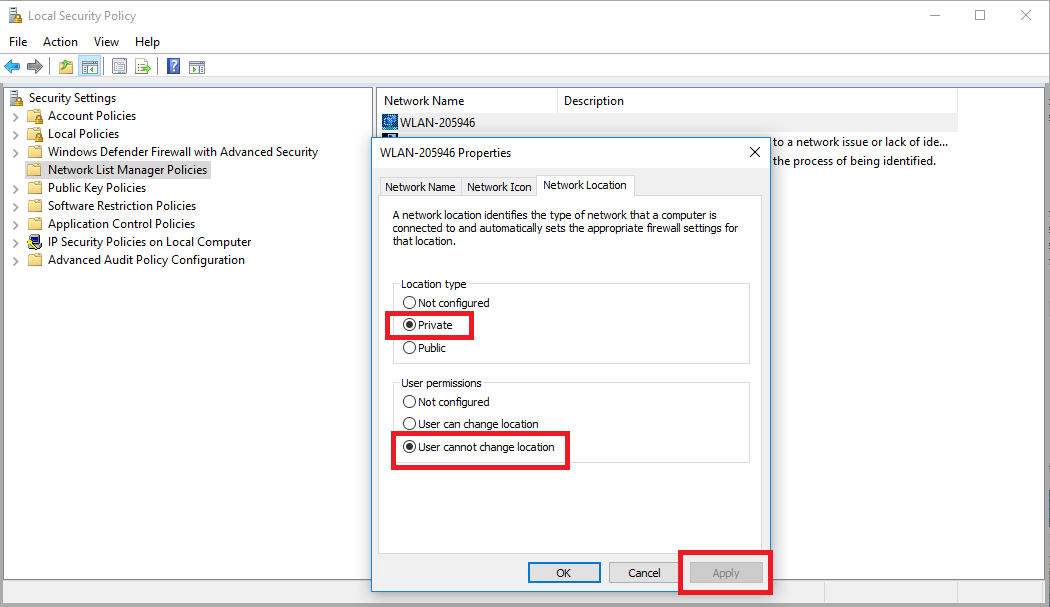 Local Security Policy
File Action View Help
Security Settings
Account Policies
Local Policies
Windows Defender Firewall with Advanced Security
Network List Manager Policies
Public Key Policies
Software Restriction Policies
Application Control Policies
IP Security Policies on Local Computer
Advanced Audit Policy Configuration
Network Name Description
WLAN-205946
to a network issue or lack of ide...
the process of being identified.
WLAN-205946 Properties
Network Name Network Icon Network Location
A network location identifies the type of network that a computer is
connected to and automatically sets the appropriate firewall settings for
that location.
Location type
Not configured
Private
Public
User permissions
Not configured
User can change location
User cannot change location
OK Cancel Apply